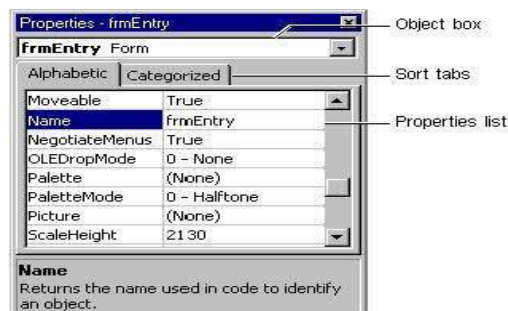 Properties - frmEntry
Object box
frmEntry Form
Alphabetic Categorized
Sort tabs
Moveable True
Name frmEntry
Properties list
NegotiateMenus True
OLEDropMode 0 - None
Palette (None)
PaletteMode 0 - Halftone
Picture (None)
ScaleHeight 2130
Name
Returns the name used in code to identify
an object.